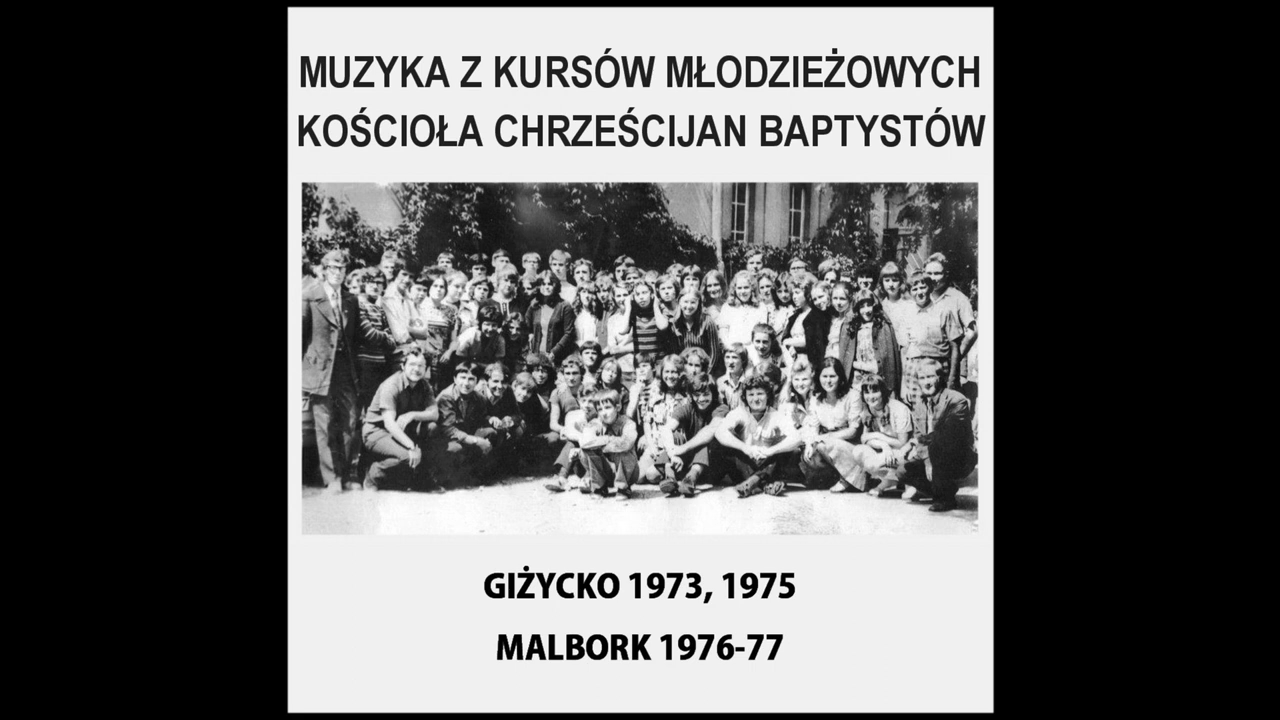 MUZYKA Z KURSÓW MŁODZIEŻOWYCH
KOŚCIOŁA CHRZEŚCIJAN BAPTYSTÓW
GIŻYCKO 1973, 1975
MALBORK 1976-77